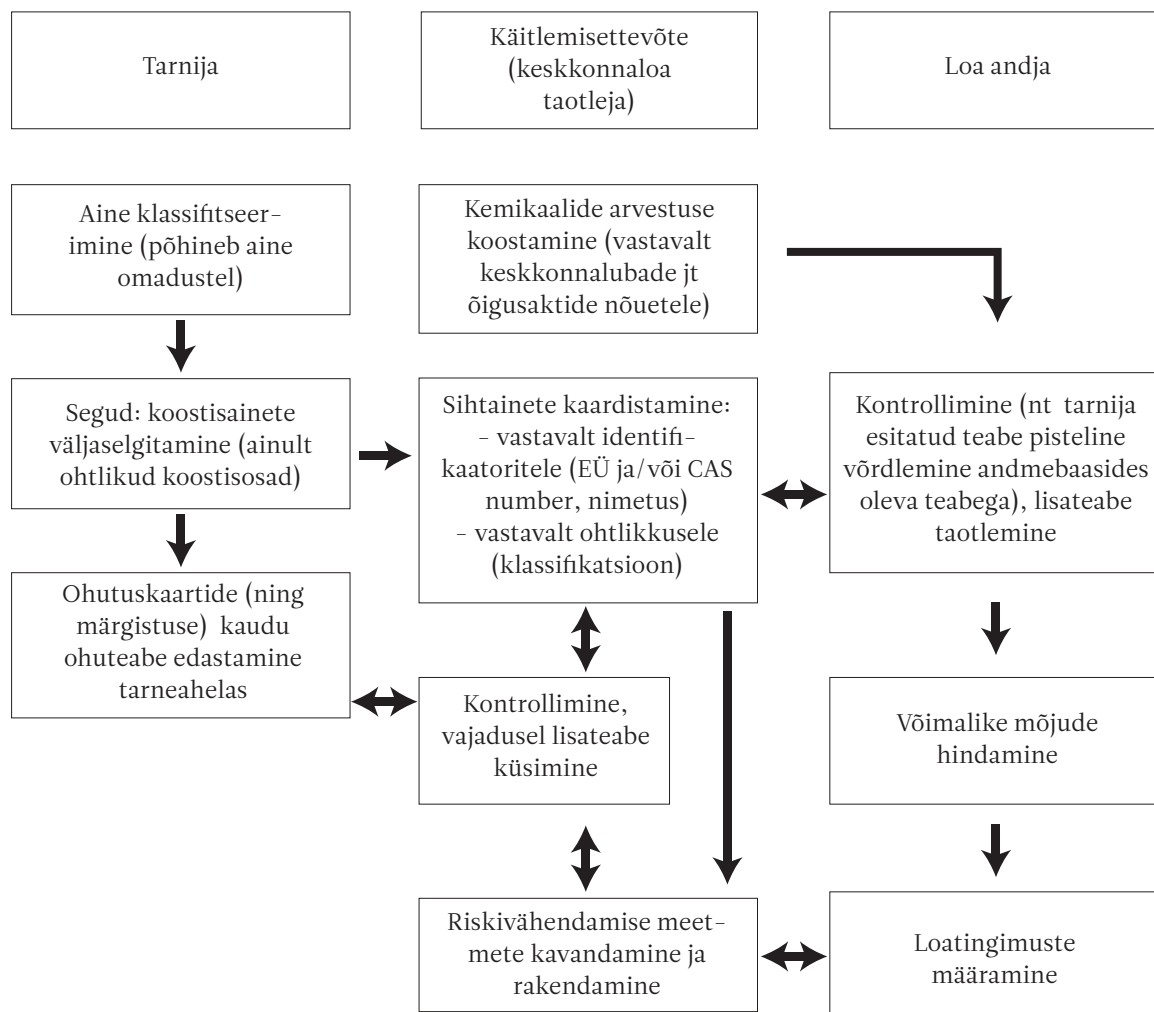 Tarnija
Käitlemisettevõte
(keskkonnaloa
taotleja)
Loa andja
Aine klassifitseer-
imine (põhineb aine
omadustel)
Kemikaalide arvestuse
koostamine (vastavalt
keskkonnalubade jt
õigusaktide nõuetele)
Segud: koostisainete
väljaselgitamine (ainult
ohtlikud koostisosad)
Sihtainete kaardistamine:
- vastavalt identifi-
kaatoritele (EÜ ja/või CAS
number, nimetus)
- vastavalt ohtlikkusele
(klassifikatsioon)
Kontrollimine (nt tarnija
esitatud teabe pisteline
võrdlemine andmebaasides
oleva teabega), lisateabe
taotlemine
Ohutuskaartide (ning
märgistuse) kaudu
ohuteabe edastamine
tarneahelas
Kontrollimine,
vajadusel lisateabe
küsimine
Võimalike mõjude
hindamine
Riskivähendamise meet-
mete kavandamine ja
rakendamine
Loatingimuste
määramine